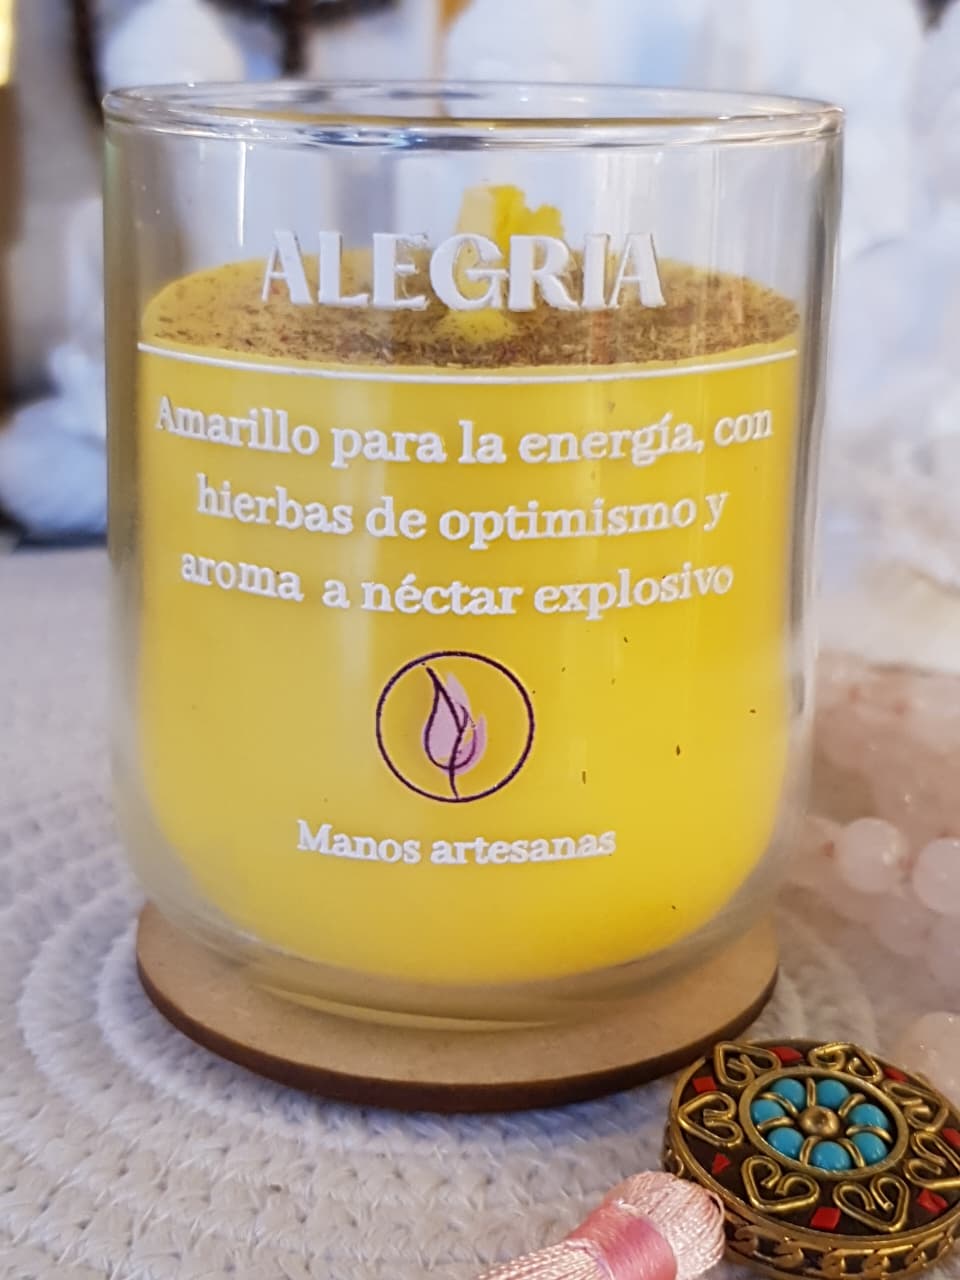 ALEGRIA
Amarillo para la energía, con
hierbas de optimismo y
aroma a néctar explosivo
Manos artesanas